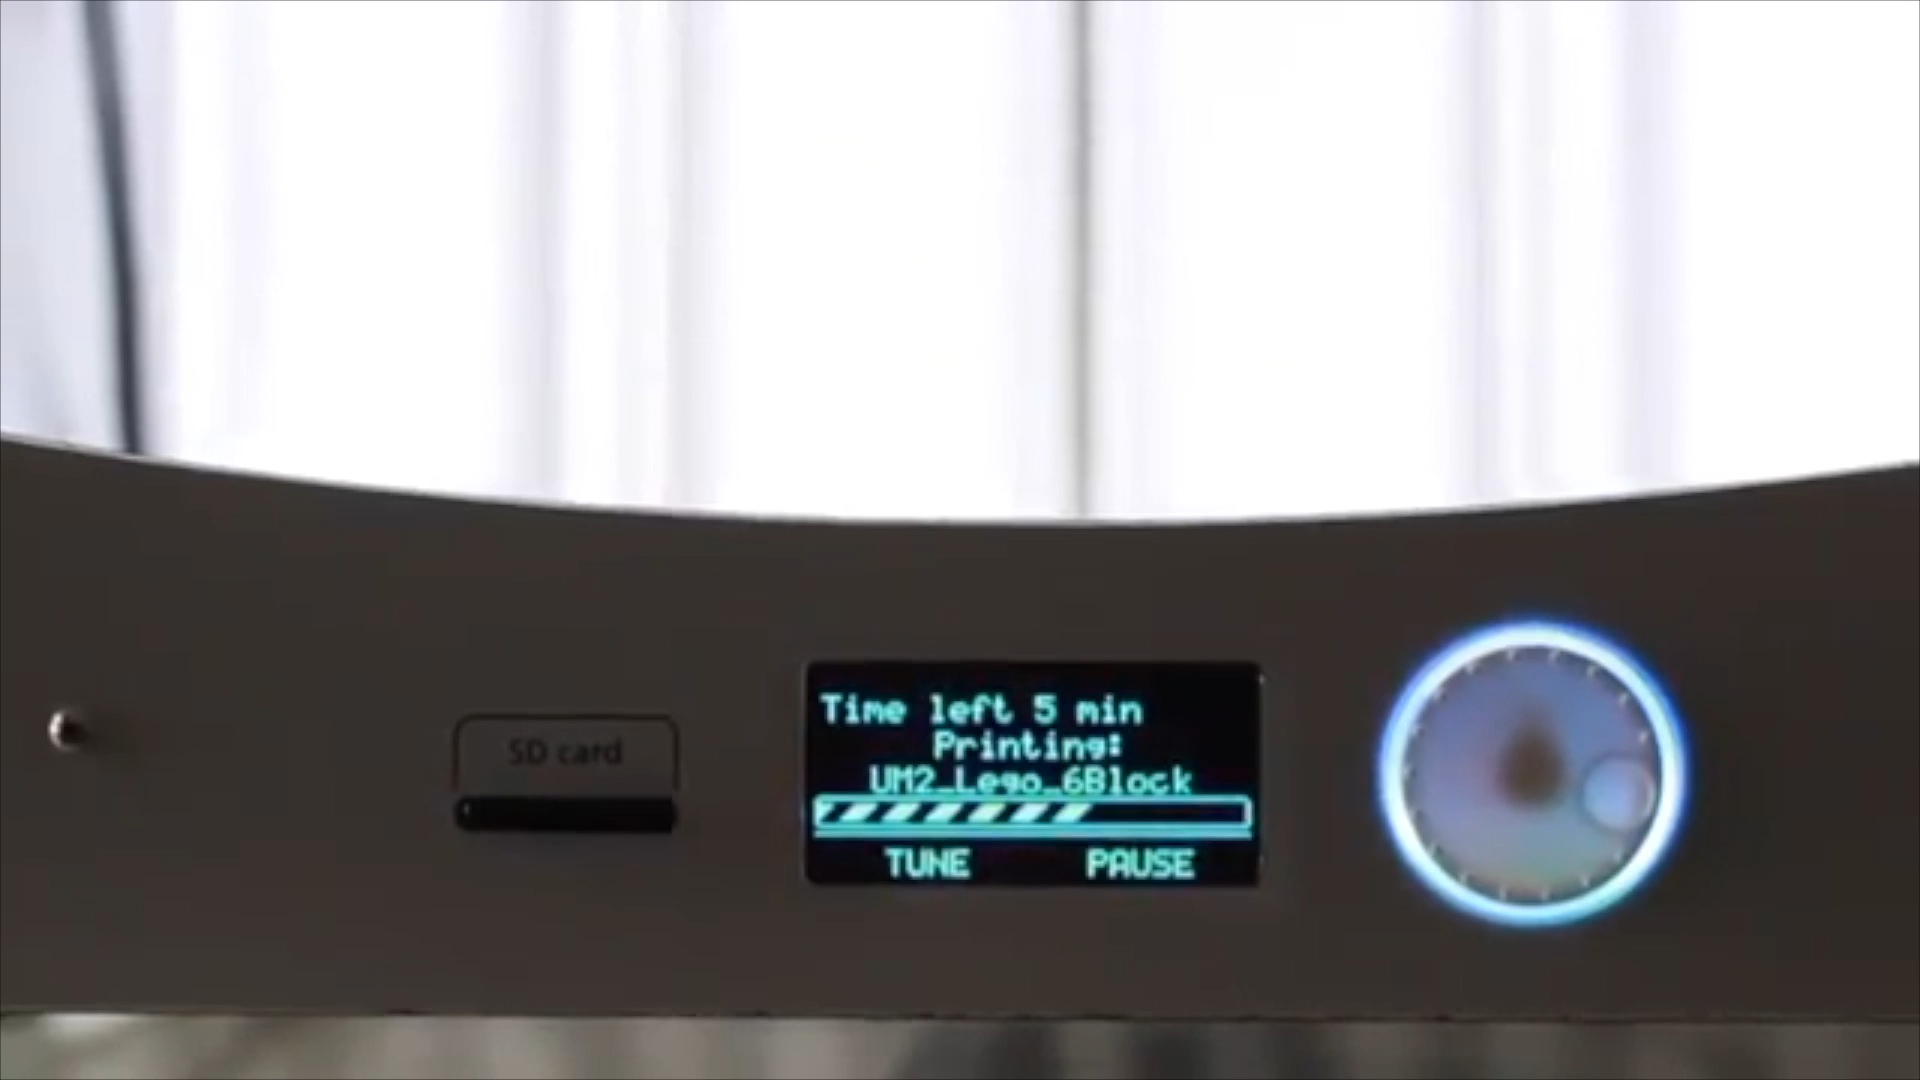 SD card
Time left 5 min
Printing:
UM2_Lego_6Block
TUNE PAUSE